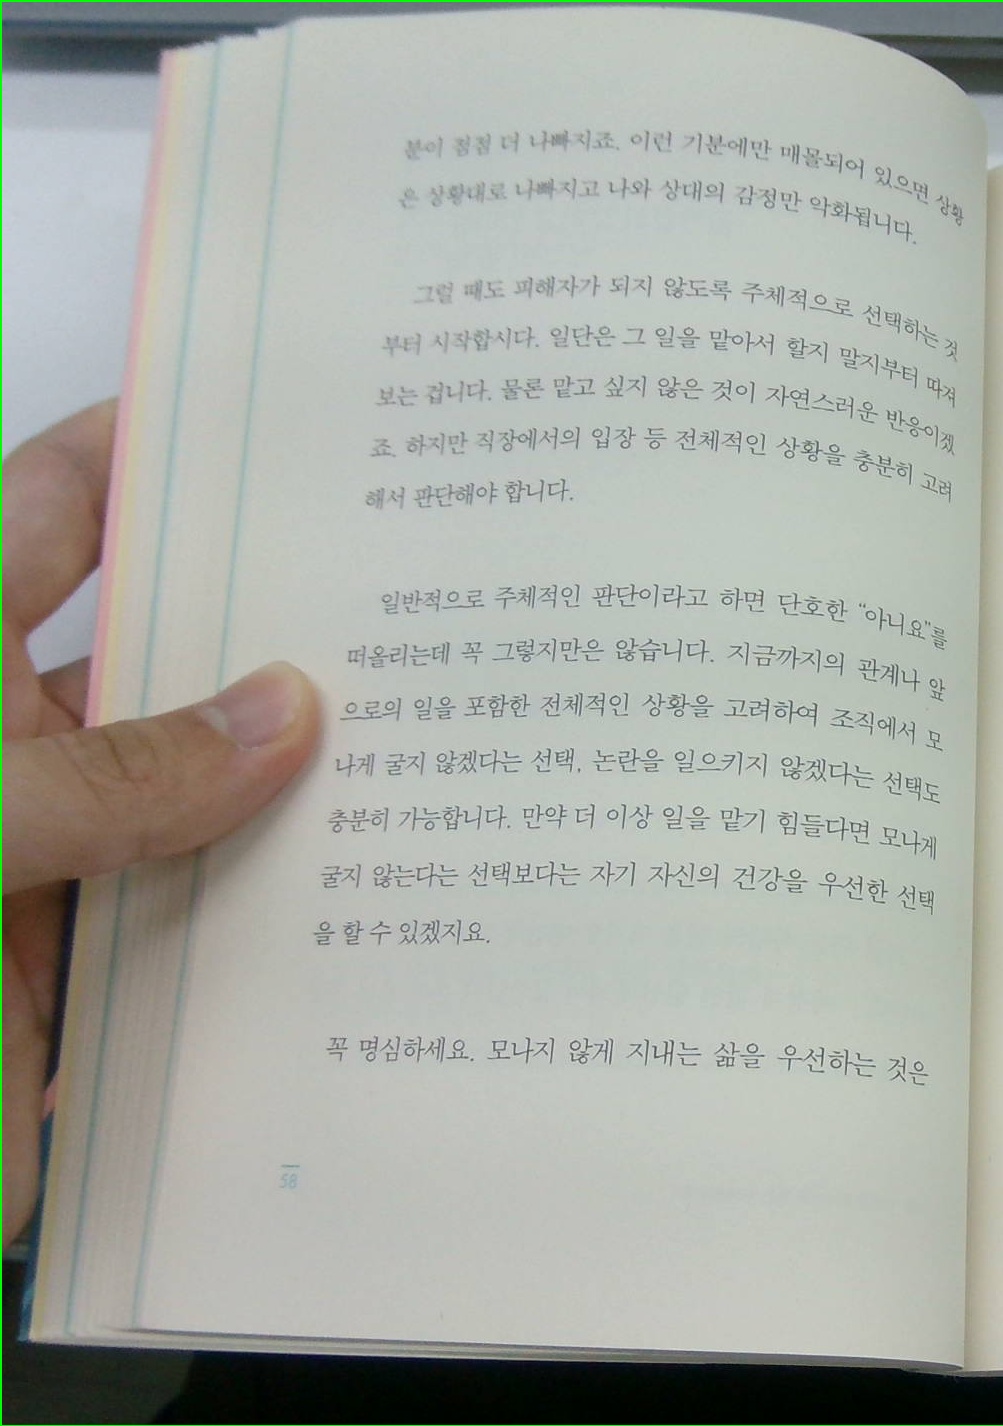 분이 점점 더 나빠지죠. 이런 기분에만 매몰되어 있으면 상황
은 상황대로 나빠지고 나와 상대의 감정만 악화됩니다.
그럴 때도 피해자가 되지 않도록 주체적으로 선택하는 것
부터 시작합시다. 일단은 그 일을 맡아서 할지 말지부터 따져
보는 겁니다. 물론 맡고 싶지 않은 것이 자연스러운 반응이겠
죠. 하지만 직장에서의 입장 등 전체적인 상황을 충분히 고려
해서 판단해야 합니다.
일반적으로 주체적인 판단이라고 하면 단호한 “아니요”를
떠올리는데 꼭 그렇지만은 않습니다. 지금까지의 관계나 앞
으로의 일을 포함한 전체적인 상황을 고려하여 조직에서 모
나게 굴지 않겠다는 선택, 논란을 일으키지 않겠다는 선택도
충분히 가능합니다. 만약 더 이상 일을 맡기 힘들다면 모나게
굴지 않는다는 선택보다는 자기 자신의 건강을 우선한 선택
을 할 수 있겠지요.
꼭 명심하세요. 모나지 않게 지내는 삶을 우선하는 것은
58